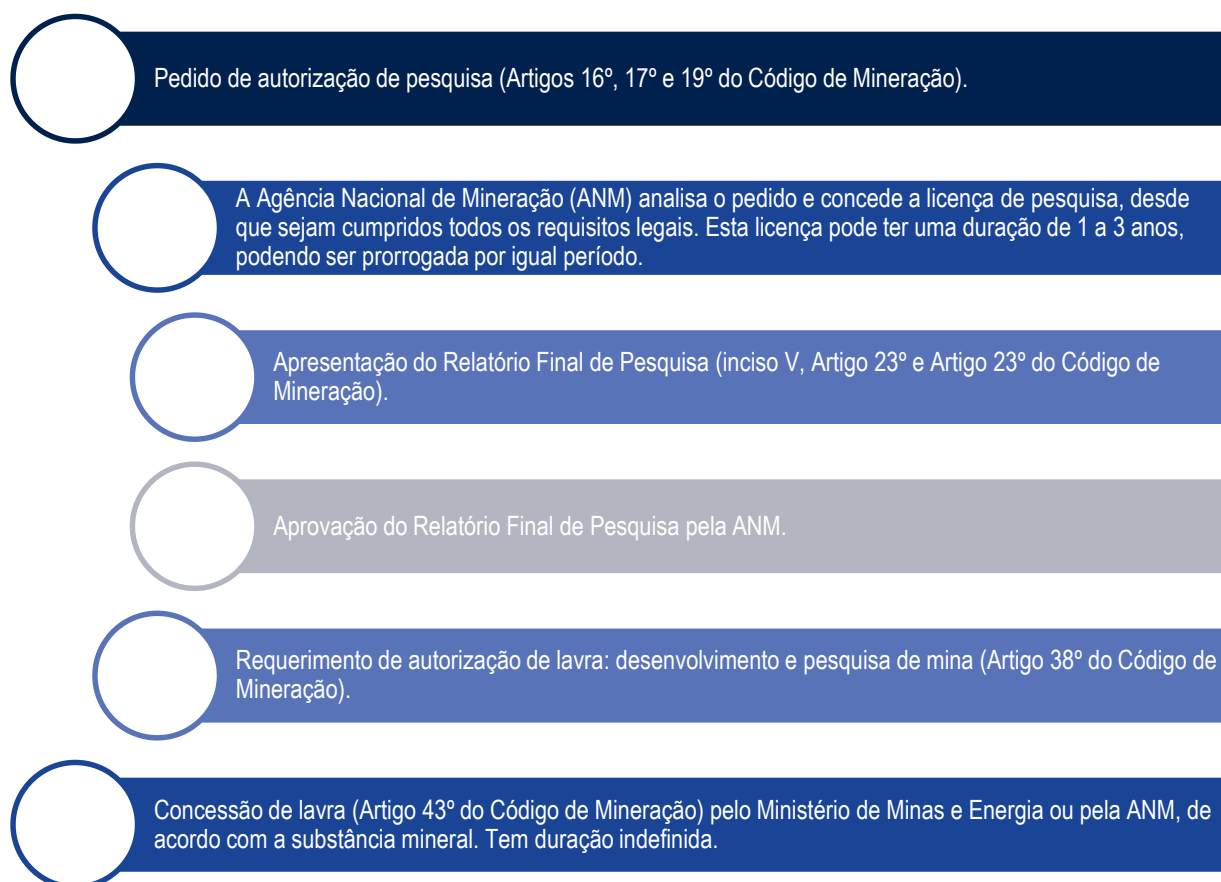 Pedido de autorização de pesquisa (Artigos 16º, 17º e 19º do Código de Mineração).
A Agência Nacional de Mineração (ANM) analisa o pedido e concede a licença de pesquisa, desde
que sejam cumpridos todos os requisitos legais. Esta licença pode ter uma duração de 1 a 3 anos,
podendo ser prorrogada por igual período.
Apresentação do Relatório Final de Pesquisa (inciso V, Artigo 23º e Artigo 23º do Código de
Mineração).
Aprovação do Relatório Final de Pesquisa pela ANM.
Requerimento de autorização de lavra: desenvolvimento e pesquisa de mina (Artigo 38º do Código de
Mineração).
Concessão de lavra (Artigo 43º do Código de Mineração) pelo Ministério de Minas e Energia ou pela ANM, de
acordo com a substância mineral. Tem duração indefinida.